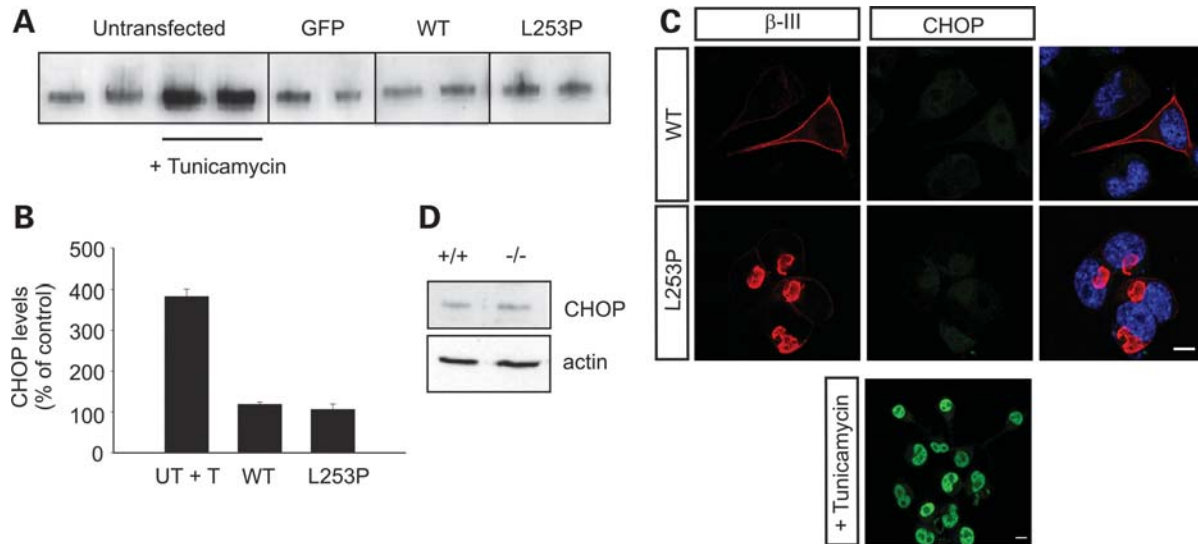 A
Untransfected GFP WT L253P
+ Tunicamycin
B
CHOP levels
(% of control)
500
400
300
200
100
0
UT + T WT L253P
D
+/+ -/-
CHOP
actin
C
β-III CHOP
WT
L253P
+ Tunicamycin